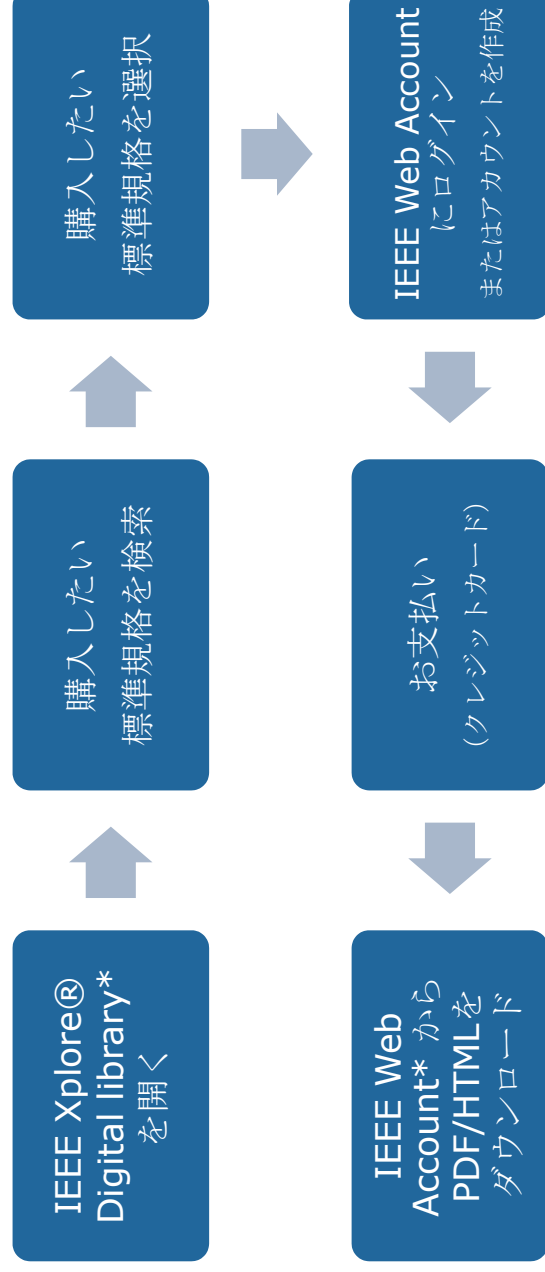 IEEE Xplore®
Digital library*
を開く
購入したい
標準規格を検索
購入したい
標準規格を選択
IEEE Web Account
にログイン
またはアカウントを作成
お支払い
(クレジットカード)
IEEE Web
Account* から
PDF/HTMLを
ダウンロード